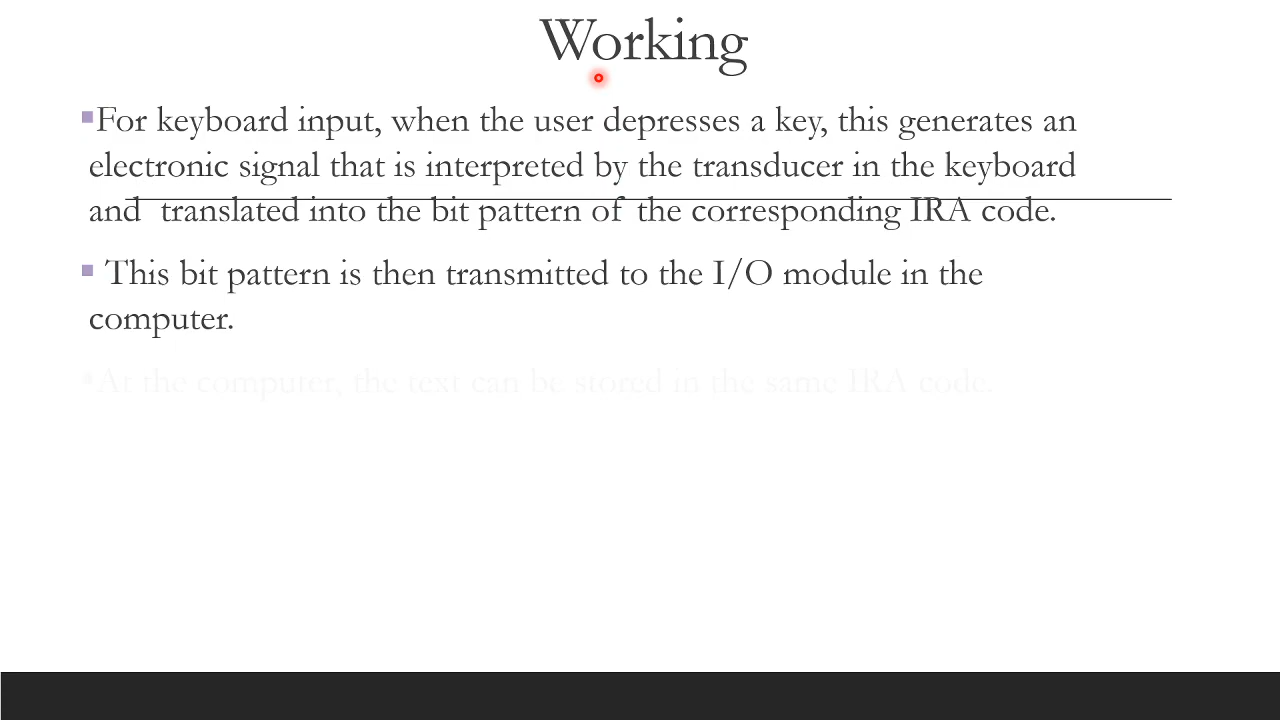 Working
▪For keyboard input, when the user depresses a key, this generates an
electronic signal that is interpreted by the transducer in the keyboard
and translated into the bit pattern of the corresponding IRA code.
▪ This bit pattern is then transmitted to the I/O module in the
computer.
▪At the computer, the text can be stored in the same IRA code.